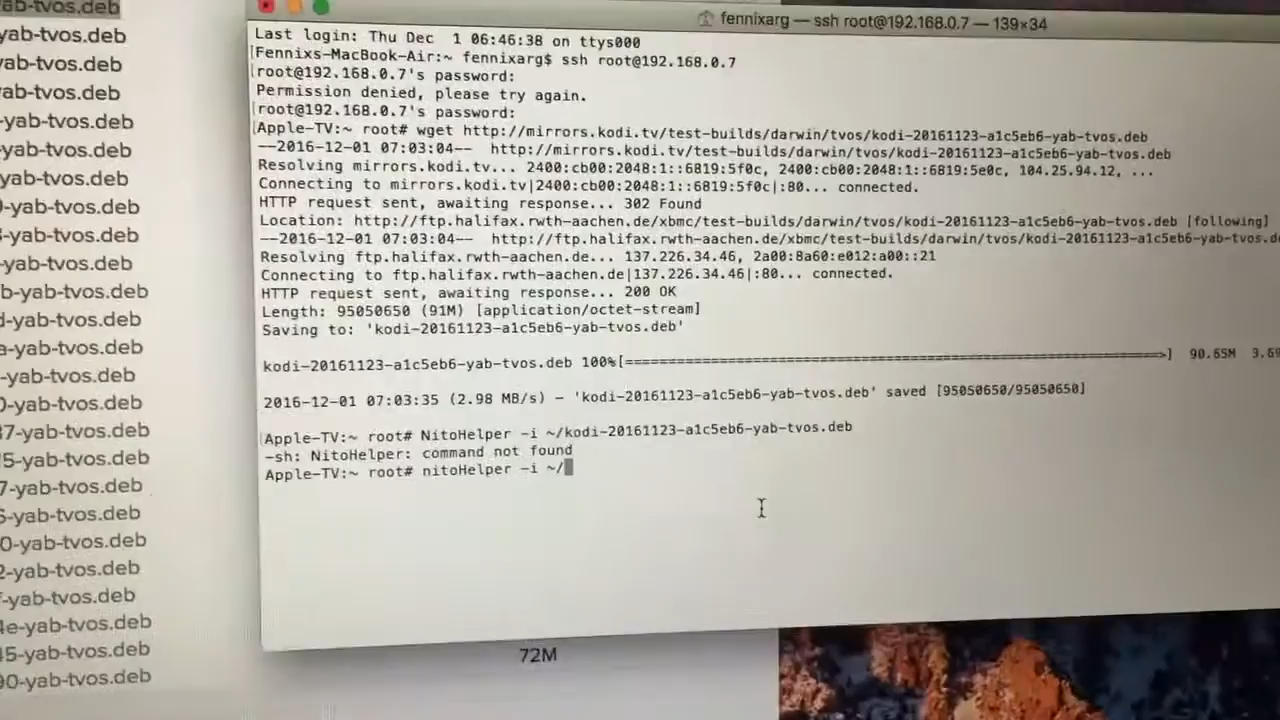 ab-tvos.deb
-yab-tvos.deb
-yab-tvos.deb
ab-tvos.deb
-yab-tvos.deb
-yab-tvos.deb
yab-tvos.deb
-yab-tvos.deb
-yab-tvos.deb
-yab-tvos.deb
b-yab-tvos.deb
d-yab-tvos.deb
a-yab-tvos.deb
-yab-tvos.deb
0-yab-tvos.deb
37-yab-tvos.deb
15-yab-tvos.deb
7-yab-tvos.deb
6-yab-tvos.deb
0-yab-tvos.deb
2-yab-tvos.deb
f-yab-tvos.deb
4e-yab-tvos.deb
45-yab-tvos.deb
90-yab-tvos.deb
fennixarg — ssh root@192.168.0.7 — 139×34
Last login: Thu Dec 1 06:46:38 on ttys000
[Fennixs-MacBook-Air:~ fennixarg$ ssh root@192.168.0.7
[root@192.168.0.7's password:
Permission denied, please try again.
[root@192.168.0.7's password:
[Apple-TV:~ root# wget http://mirrors.kodi.tv/test-builds/darwin/tvos/kodi-20161123-a1c5eb6-yab-tvos.deb
--2016-12-01 07:03:04-- http://mirrors.kodi.tv/test-builds/darwin/tvos/kodi-20161123-a1c5eb6-yab-tvos.deb
Resolving mirrors.kodi.tv... 2400:cb00:2048:1::6819:5f0c, 2400:cb00:2048:1::6819:5e0c, 104.25.94.12, ...
Connecting to mirrors.kodi.tv|2400:cb00:2048:1::6819:5f0c|:80... connected.
HTTP request sent, awaiting response... 302 Found
Location: http://ftp.halifax.rwth-aachen.de/xbmc/test-builds/darwin/tvos/kodi-20161123-a1c5eb6-yab-tvos.deb [following]
--2016-12-01 07:03:04-- http://ftp.halifax.rwth-aachen.de/xbmc/test-builds/darwin/tvos/kodi-20161123-a1c5eb6-yab-tvos.d
Resolving ftp.halifax.rwth-aachen.de... 137.226.34.46, 2a00:8a60:e012:a00::21
Connecting to ftp.halifax.rwth-aachen.de|137.226.34.46|:80... connected.
HTTP request sent, awaiting response... 200 OK
Length: 95050650 (91M) [application/octet-stream]
Saving to: 'kodi-20161123-a1c5eb6-yab-tvos.deb'
kodi-20161123-a1c5eb6-yab-tvos.deb 100%[==================================================>] 90.65M 3.6
2016-12-01 07:03:35 (2.98 MB/s) - 'kodi-20161123-a1c5eb6-yab-tvos.deb' saved [95050650/95050650]
[Apple-TV:~ root# NitoHelper -i ~/kodi-20161123-a1c5eb6-yab-tvos.deb
-sh: NitoHelper: command not found
Apple-TV:~ root# nitoHelper -i ~/
72M